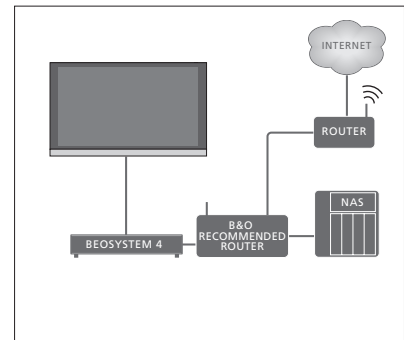 INTERNET
ROUTER
NAS
B&O
RECOMMENDED
ROUTER
BEOSYSTEM 4